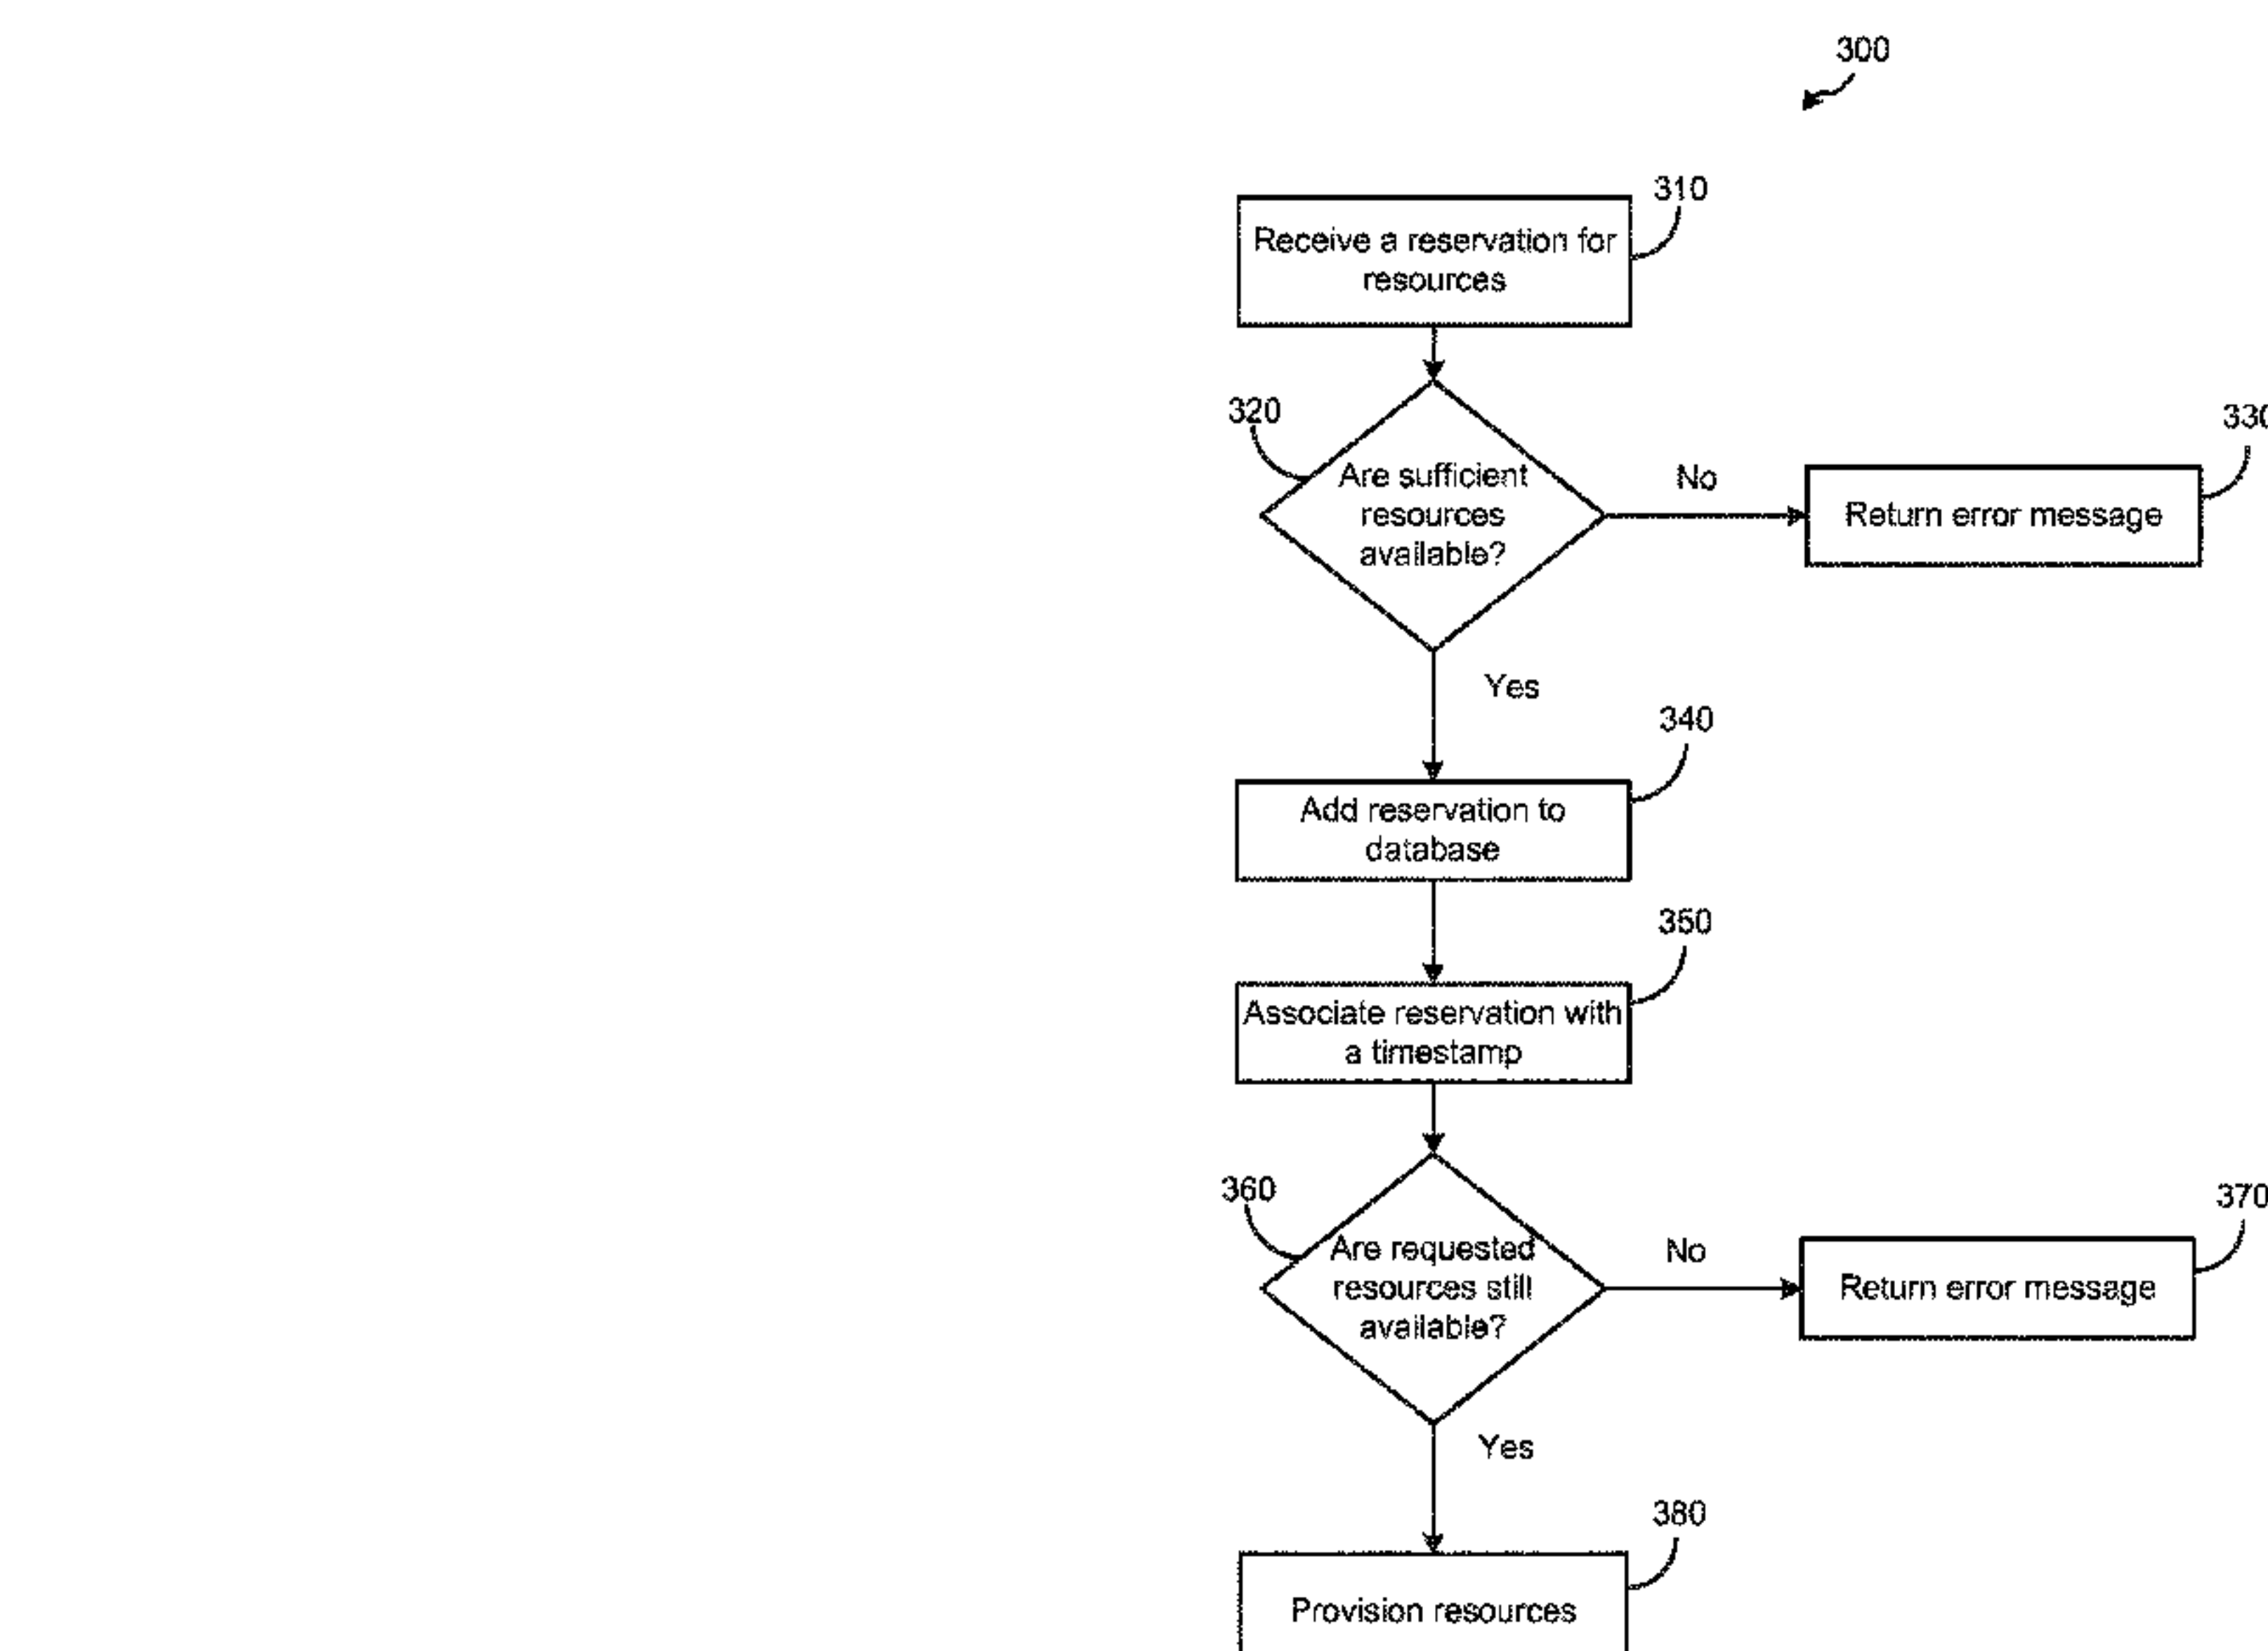 300
310
Receive a reservation for
resources
320
330
Are sufficient
resources
available?
No
Return error message
Yes
340
Add reservation to
database
350
Associate reservation with
a timestamp
360
370
Are requested
resources still
available?
No
Return error message
Yes
380
Provision resources